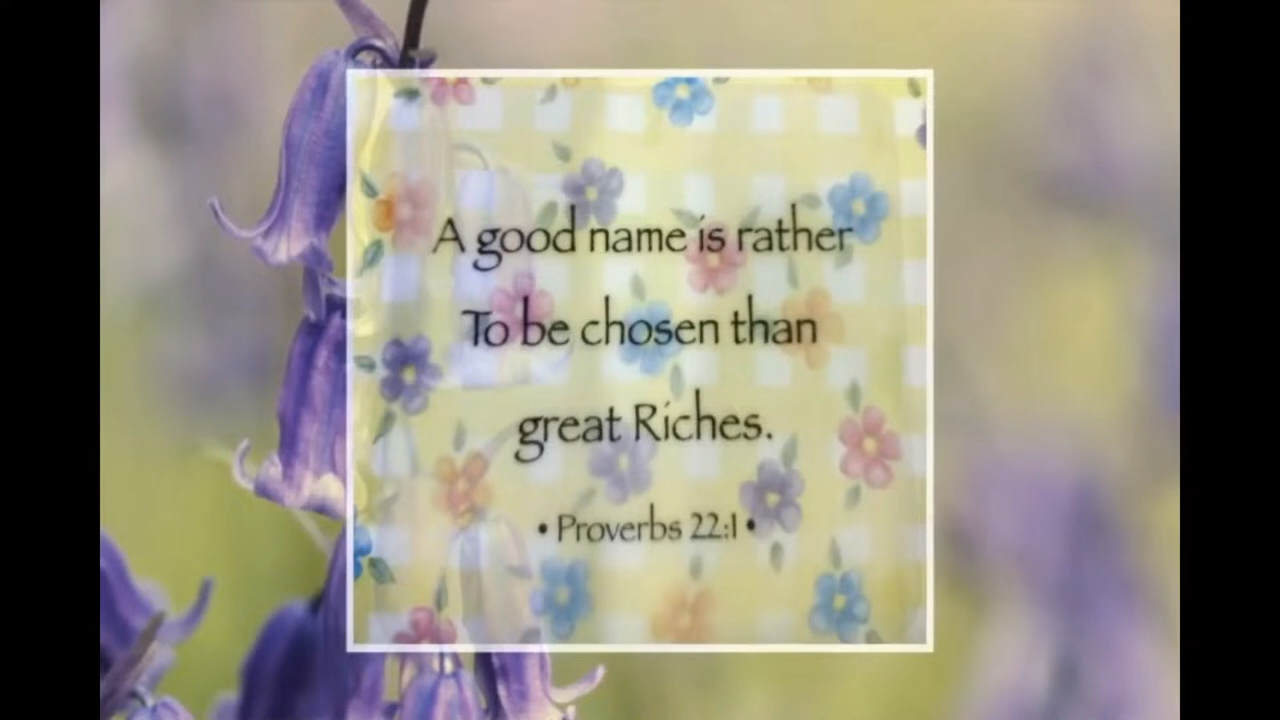 A good name is rather
To be chosen than
great Riches.
• Proverbs 22:1 •